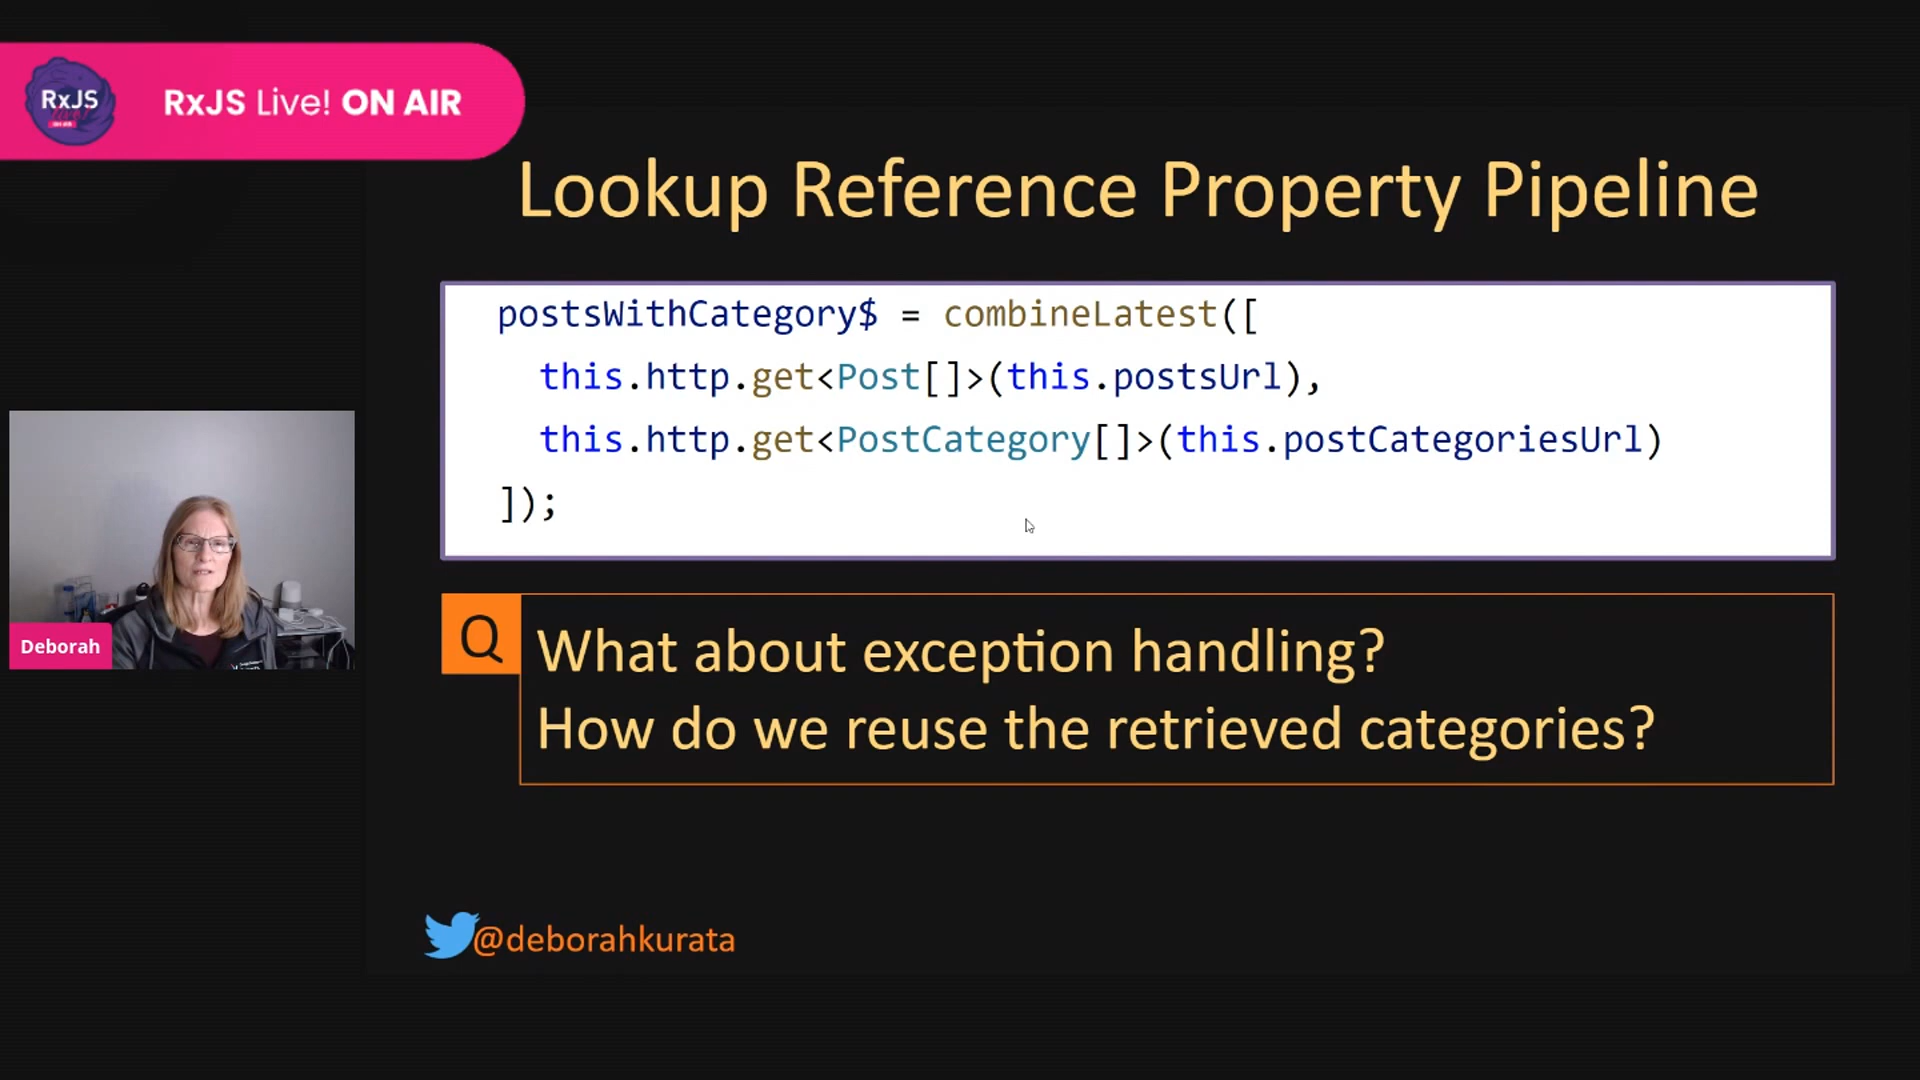 RxJS
RxJS Live! ON AIR
Lookup Reference Property Pipeline
postsWithCategory$ = combineLatest([
this.http.get<Post[]>(this.postsUrl),
this.http.get<PostCategory[]>(this.postCategoriesUrl)
]);
Q
What about exception handling?
How do we reuse the retrieved categories?
Deborah
@deborahkurata